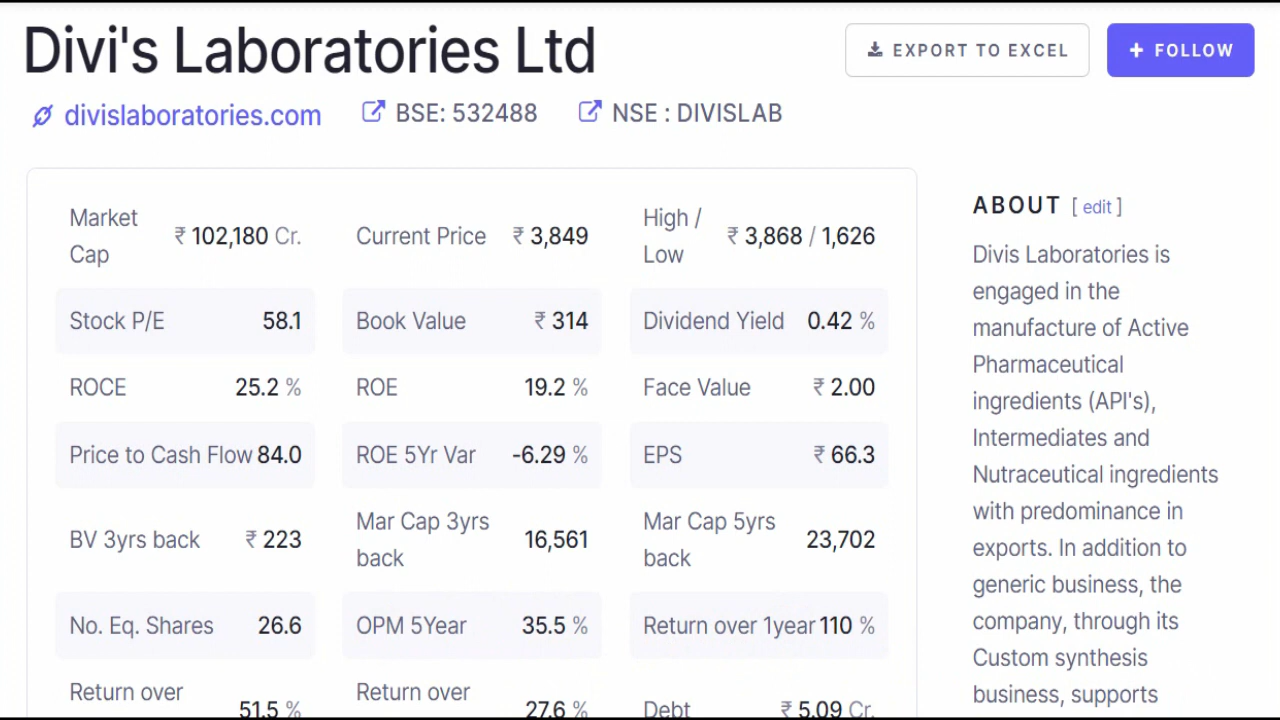 Divi's Laboratories Ltd
EXPORT TO EXCEL
+ FOLLOW
divislaboratories.com
BSE: 532488
NSE : DIVISLAB
Market Cap ₹ 102,180 Cr.
Current Price ₹ 3,849
High / Low ₹ 3,868 / 1,626
Stock P/E 58.1
Book Value ₹ 314
Dividend Yield 0.42 %
ROCE 25.2 %
ROE 19.2 %
Face Value ₹ 2.00
Price to Cash Flow 84.0
ROE 5Yr Var -6.29 %
EPS ₹ 66.3
BV 3yrs back ₹ 223
Mar Cap 3yrs back 16,561
Mar Cap 5yrs back 23,702
No. Eq. Shares 26.6
OPM 5Year 35.5 %
Return over 1year 110 %
Return over 51.5 %
Return over 27.6 %
Debt ₹ 5.09 Cr.
ABOUT [ edit ]
Divis Laboratories is
engaged in the
manufacture of Active
Pharmaceutical
ingredients (API's),
Intermediates and
Nutraceutical ingredients
with predominance in
exports. In addition to
generic business, the
company, through its
Custom synthesis
business, supports